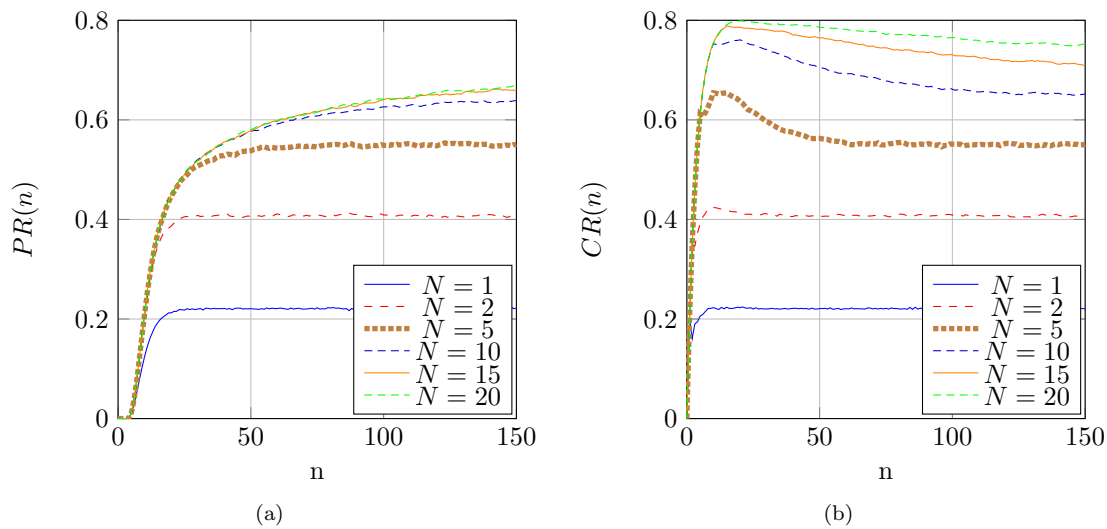 0.8
0.6
0.4
0.2
0
PR(n)
0 50 100 150
n
N = 1
N = 2
N = 5
N = 10
N = 15
N = 20
(a)
0.8
0.6
0.4
0.2
0
CR(n)
0 50 100 150
n
N = 1
N = 2
N = 5
N = 10
N = 15
N = 20
(b)